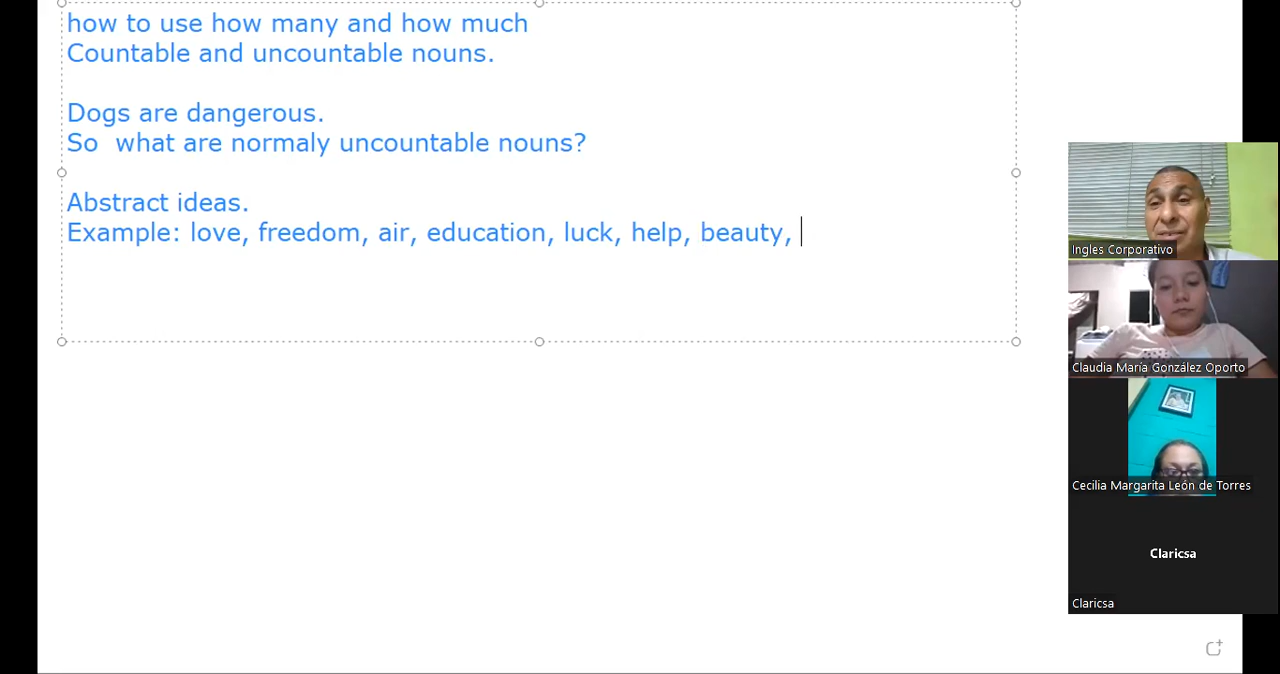 how to use how many and how much
Countable and uncountable nouns.
Dogs are dangerous.
So  what are normaly uncountable nouns?
Abstract ideas.
Example: love, freedom, air, education, luck, help, beauty,
Ingles Corporativo
Claudia María González Oporto
Cecilia Margarita León de Torres
Claricsa
Claricsa